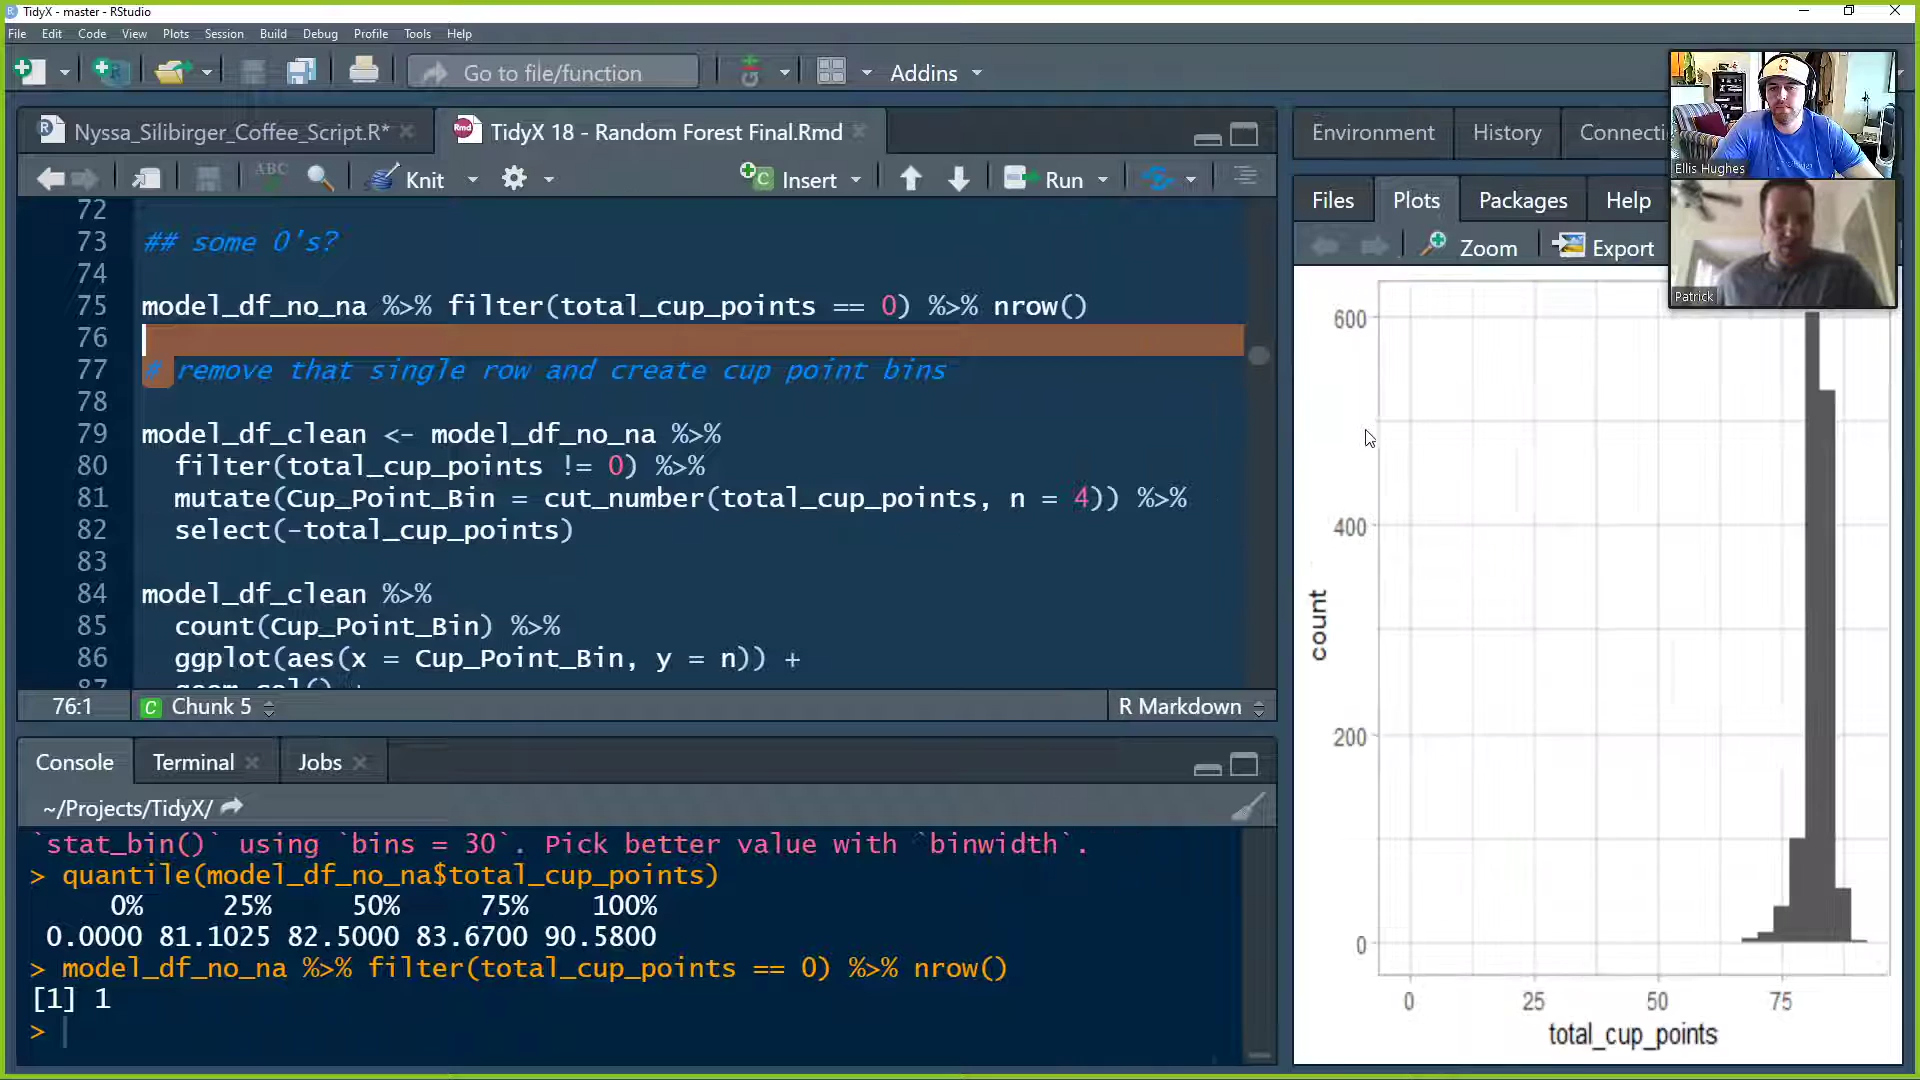 TidyX - master - RStudio
File Edit Code View Plots Session Build Debug Profile Tools Help
Go to file/function Addins
Nyssa_Silibirger_Coffee_Script.R* TidyX 18 - Random Forest Final.Rmd
Knit Insert Run
72
73 ## some 0's?
74
75 model_df_no_na %>% filter(total_cup_points == 0) %>% nrow()
76
77 # remove that single row and create cup point bins
78
79 model_df_clean <- model_df_no_na %>%
80 filter(total_cup_points != 0) %>%
81 mutate(Cup_Point_Bin = cut_number(total_cup_points, n = 4)) %>%
82 select(-total_cup_points)
83
84 model_df_clean %>%
85 count(Cup_Point_Bin) %>%
86 ggplot(aes(x = Cup_Point_Bin, y = n)) +
87 geom_col() +
76:1 Chunk 5 R Markdown
Console Terminal Jobs
~/Projects/TidyX/
`stat_bin()` using `bins = 30`. Pick better value with `binwidth`.
> quantile(model_df_no_na$total_cup_points)
0% 25% 50% 75% 100%
0.0000 81.1025 82.5000 83.6700 90.5800
> model_df_no_na %>% filter(total_cup_points == 0) %>% nrow()
[1] 1
>
Environment History Connecti
Files Plots Packages Help
Zoom Export
Ellis Hughes
Patrick
600
400
200
0
count
0 25 50 75
total_cup_points